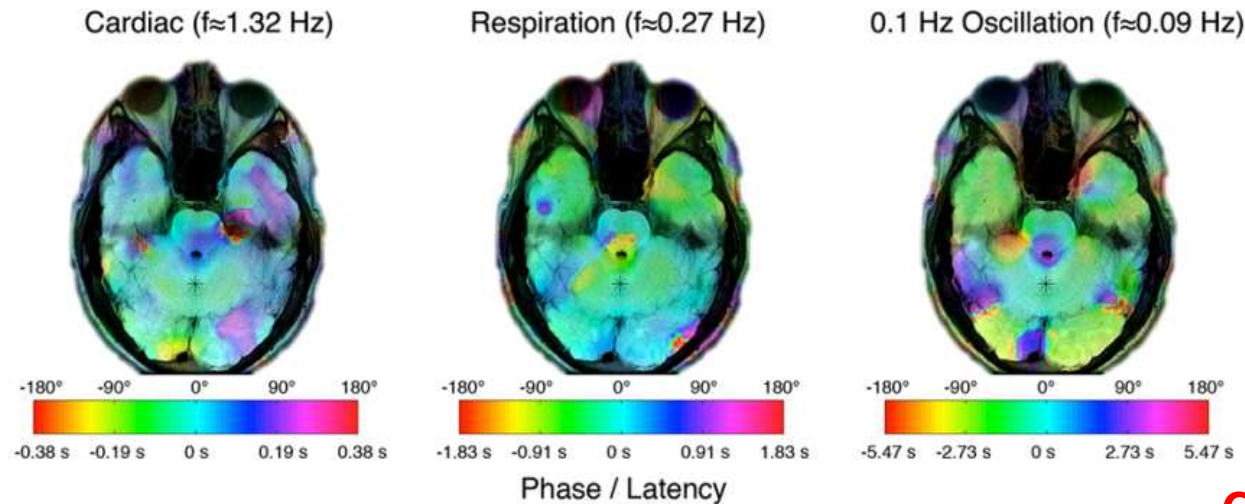 Cardiac (f≈1.32 Hz)
Respiration (f≈0.27 Hz)
0.1 Hz Oscillation (f≈0.09 Hz)
-180° -90° 0° 90° 180°
-0.38 s -0.19 s 0 s 0.19 s 0.38 s
-180° -90° 0° 90° 180°
-1.83 s -0.91 s 0 s 0.91 s 1.83 s
-180° -90° 0° 90° 180°
-5.47 s -2.73 s 0 s 2.73 s 5.47 s
Phase / Latency